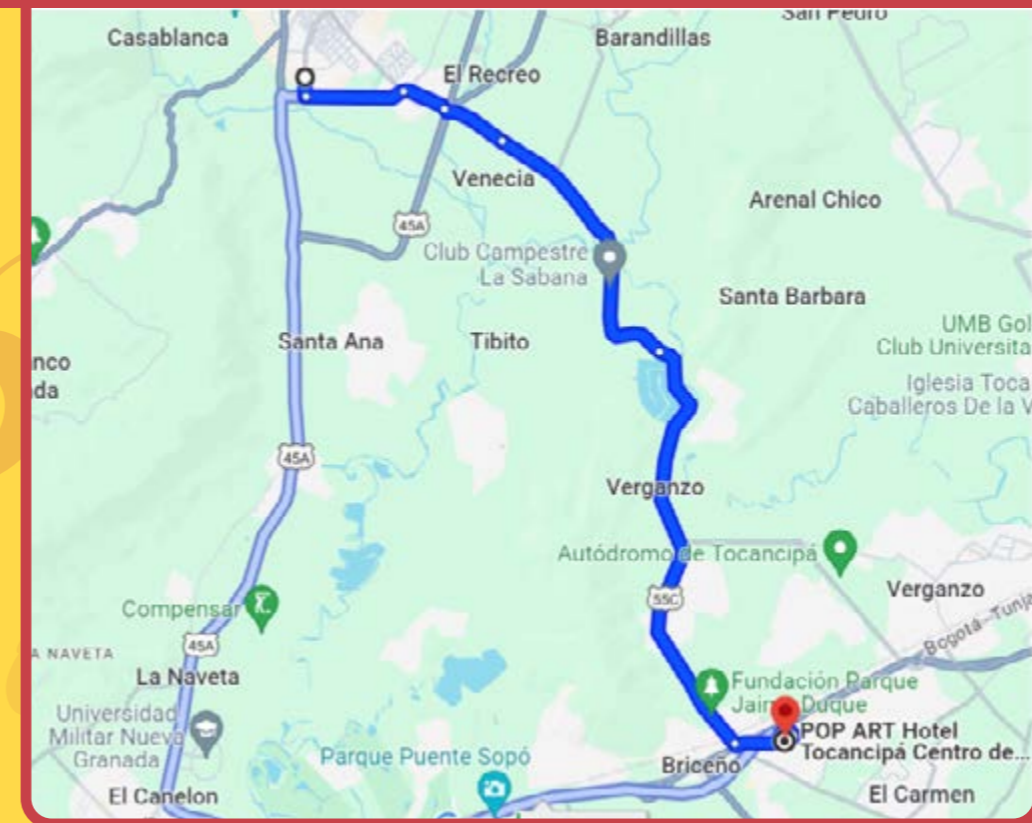 San Pedro
Casablanca
Barandillas
El Recreo
Venecia
Arenal Chico
45A
Club Campestre
La Sabana
Santa Barbara
UMB Gol
Club Universita
Santa Ana
Tibito
nco
da
Iglesia Toca
Caballeros De la V
45A
Verganzo
Autódromo de Tocancipá
Verganzo
55C
Compensar
45A
Bogotá-Tunja
A NAVETA
La Naveta
Fundación Parque
Jaime Duque
Universidad
Militar Nueva
Granada
POP ART Hotel
Tocancipá Centro de...
Parque Puente Sopó
Briceño
El Canelon
El Carmen